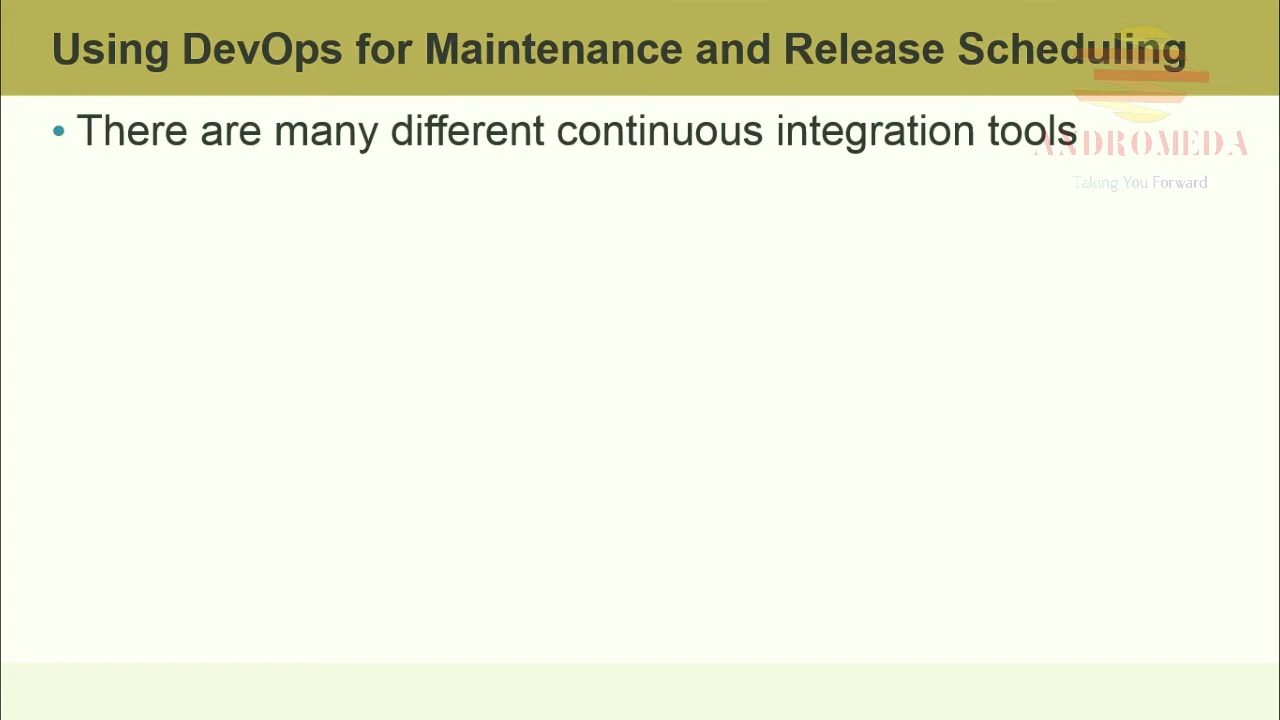 Using DevOps for Maintenance and Release Scheduling
• There are many different continuous integration tools
ANDROMEDA
Taking You Forward